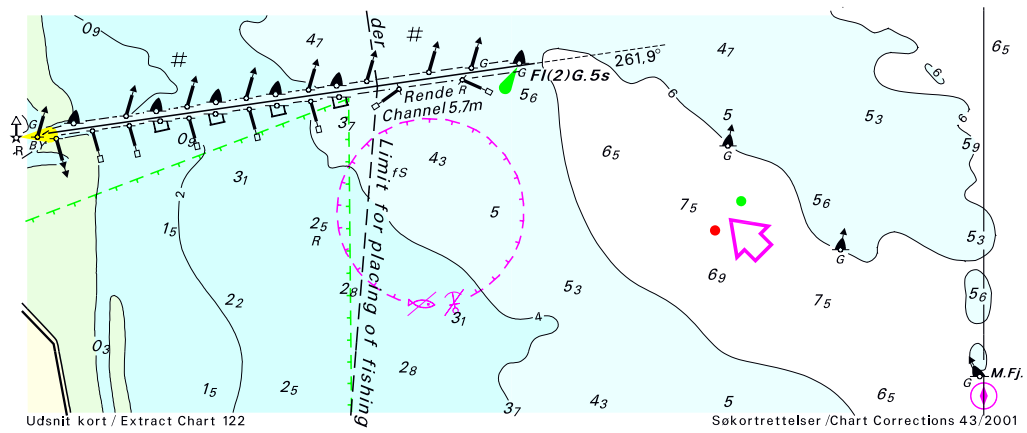 0₉
4₇
#
#
der
4₇
6₅
6
261,9°
G
G
Fl(2)G.5s
5₆
6
R
Rende
Channel 5.7m
G
R
BY
0₉
3₇
5
5₃
6
6₅
G
5₉
4₃
fS
3₁
2
5
7₅
5₆
1₅
2₅
R
5₃
G
6₉
2₂
2₈
5₃
7₅
5₆
3₁
4
0₃
2₈
M.Fj.
G
1₅
2₅
3₇
4₃
5
6₅
Limit for placing of fishing
Udsnit kort / Extract Chart 122
Søkortrettelser /Chart Corrections 43/2001